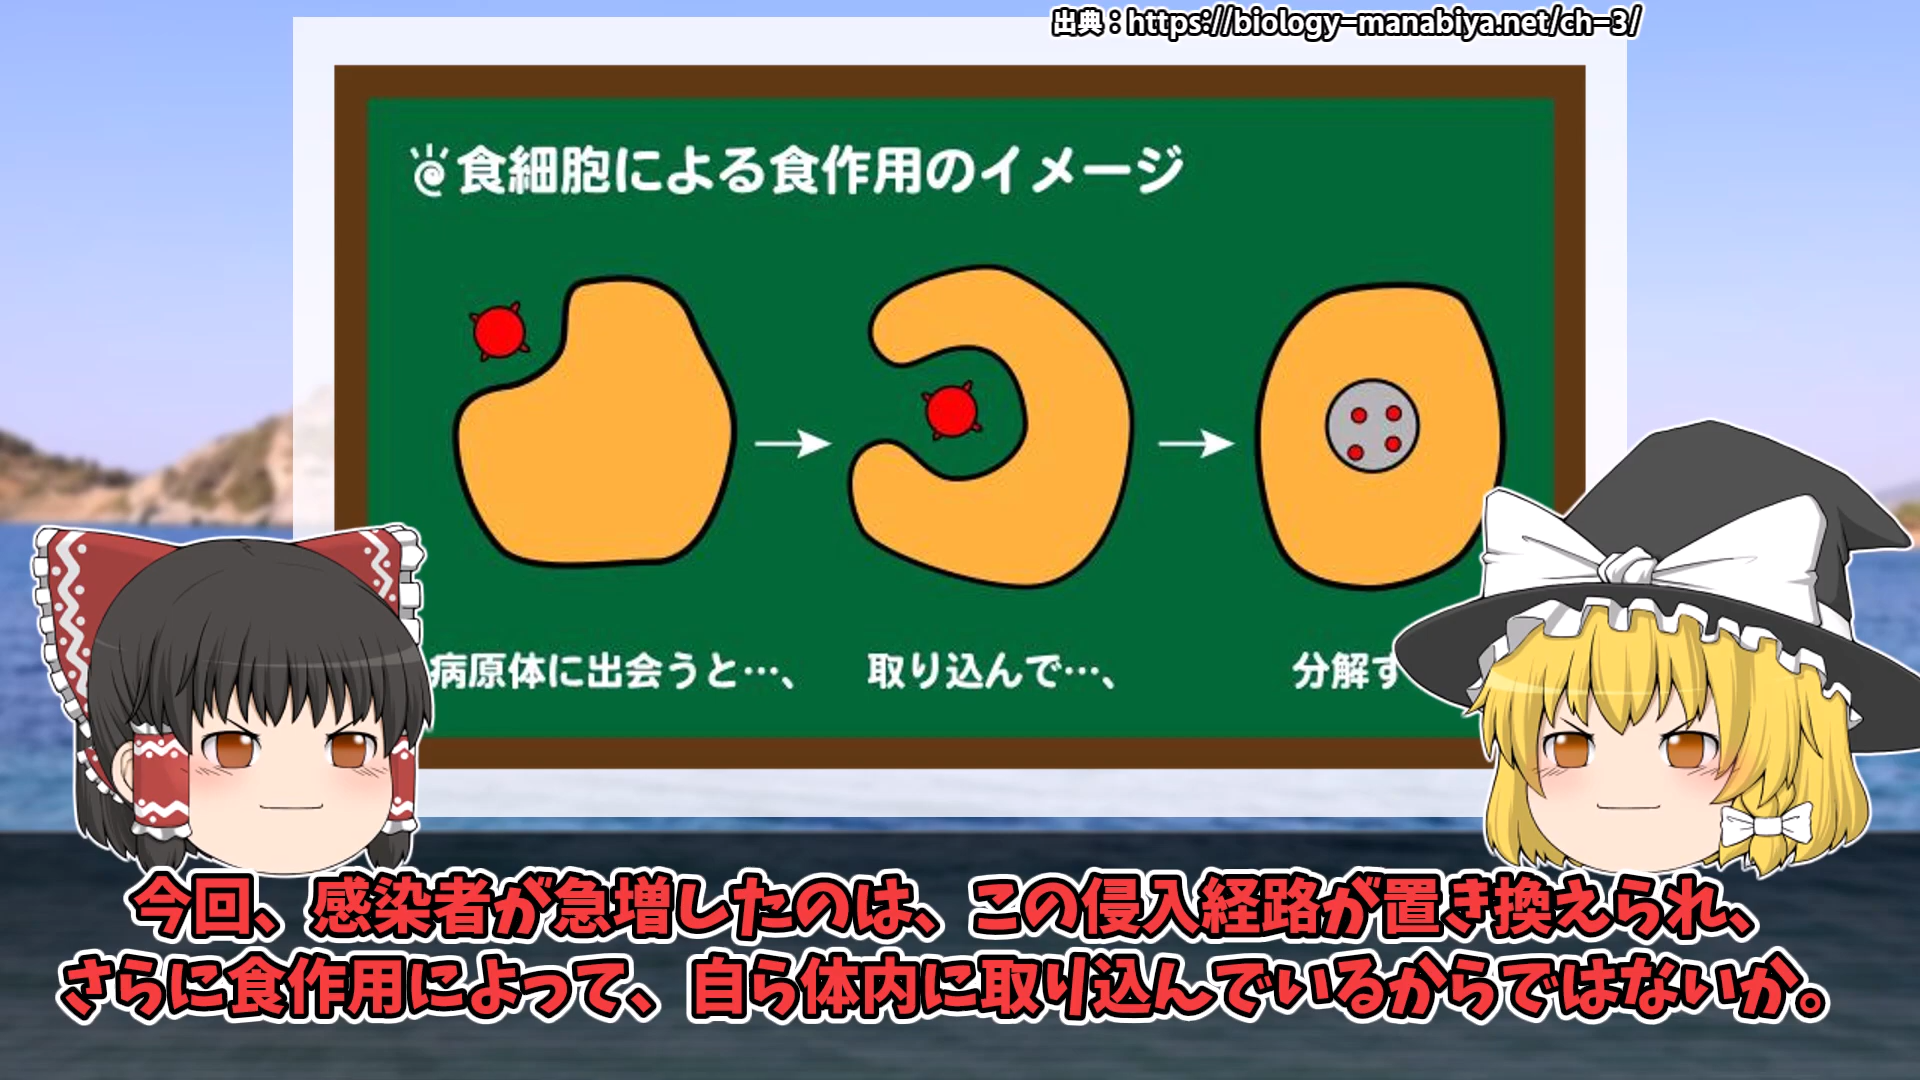 出典：https://biology-manabiya.net/ch-3/
食細胞による食作用のイメージ
病原体に出会うと…、
取り込んで…、
分解す
今回、感染者が急増したのは、この侵入経路が置き換えられ、
さらに食作用によって、自ら体内に取り込んでいるからではないか。